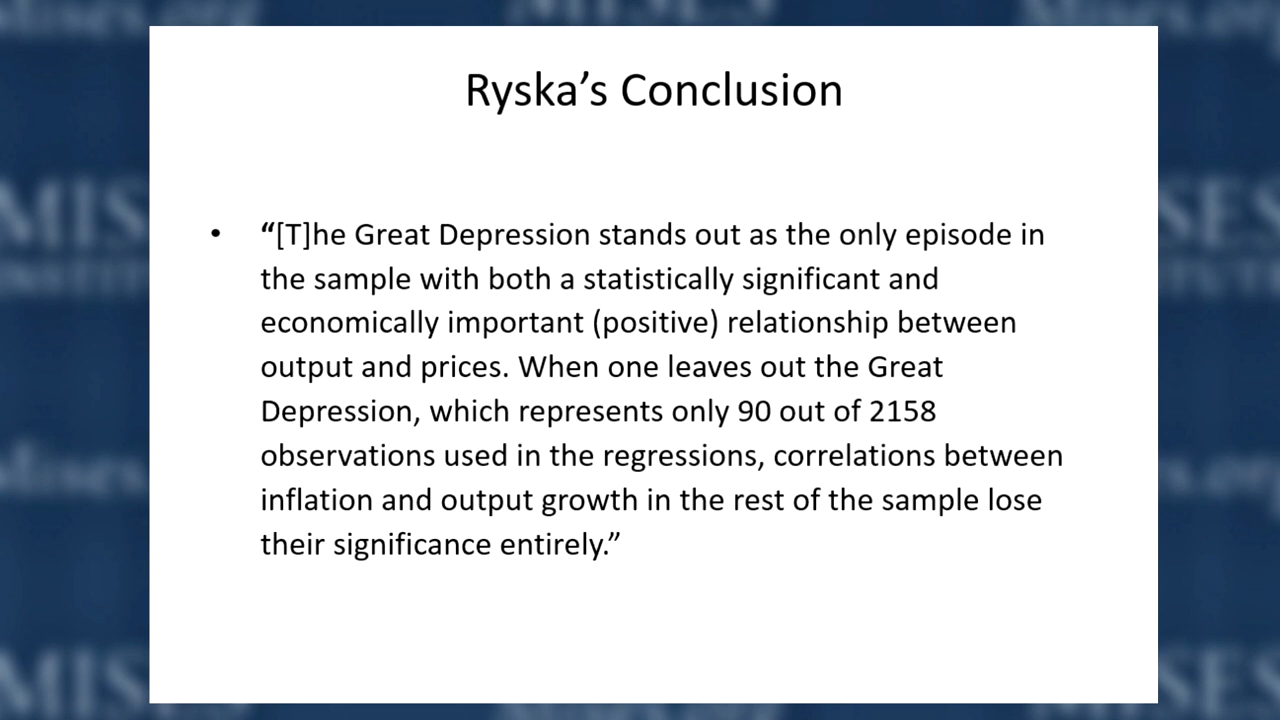 Ryska’s Conclusion
• “[T]he Great Depression stands out as the only episode in
the sample with both a statistically significant and
economically important (positive) relationship between
output and prices. When one leaves out the Great
Depression, which represents only 90 out of 2158
observations used in the regressions, correlations between
inflation and output growth in the rest of the sample lose
their significance entirely.”